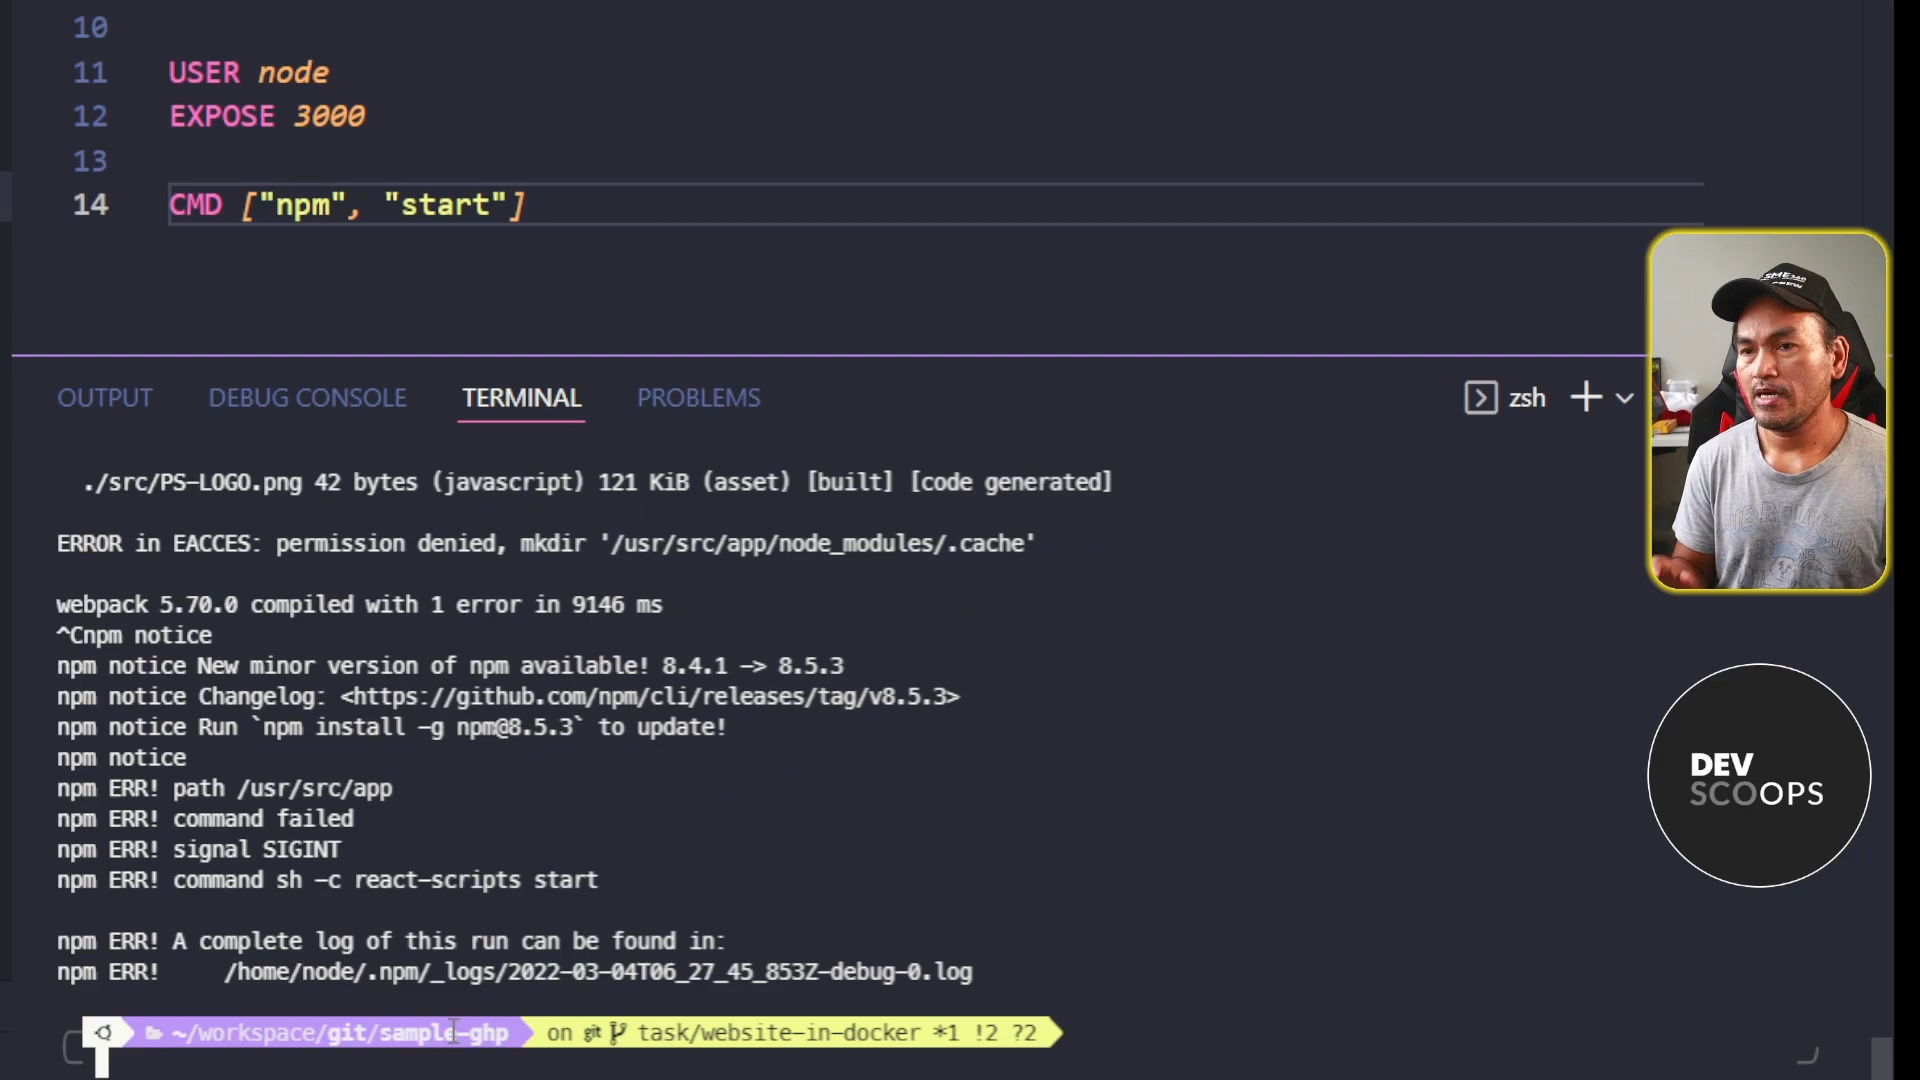 10
11 USER node
12 EXPOSE 3000
13
14 CMD ["npm", "start"]
OUTPUT DEBUG CONSOLE TERMINAL PROBLEMS zsh
./src/PS-LOGO.png 42 bytes (javascript) 121 KiB (asset) [built] [code generated]
ERROR in EACCES: permission denied, mkdir '/usr/src/app/node_modules/.cache'
webpack 5.70.0 compiled with 1 error in 9146 ms
^Cnpm notice
npm notice New minor version of npm available! 8.4.1 -> 8.5.3
npm notice Changelog: <https://github.com/npm/cli/releases/tag/v8.5.3>
npm notice Run `npm install -g npm@8.5.3` to update!
npm notice
npm ERR! path /usr/src/app
npm ERR! command failed
npm ERR! signal SIGINT
npm ERR! command sh -c react-scripts start
npm ERR! A complete log of this run can be found in:
npm ERR!     /home/node/.npm/_logs/2022-03-04T06_27_45_853Z-debug-0.log
~/workspace/git/sample-ghp on git task/website-in-docker *1 !2 ?2
DEV
SCOOPS